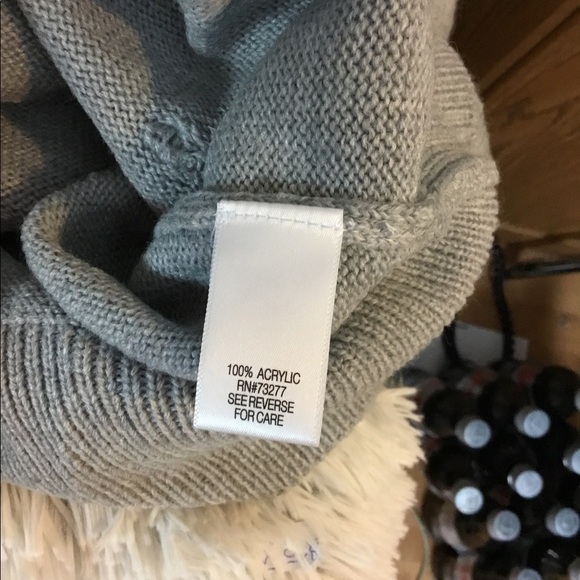 100% ACRYLIC
RN#73277
SEE REVERSE
FOR CARE